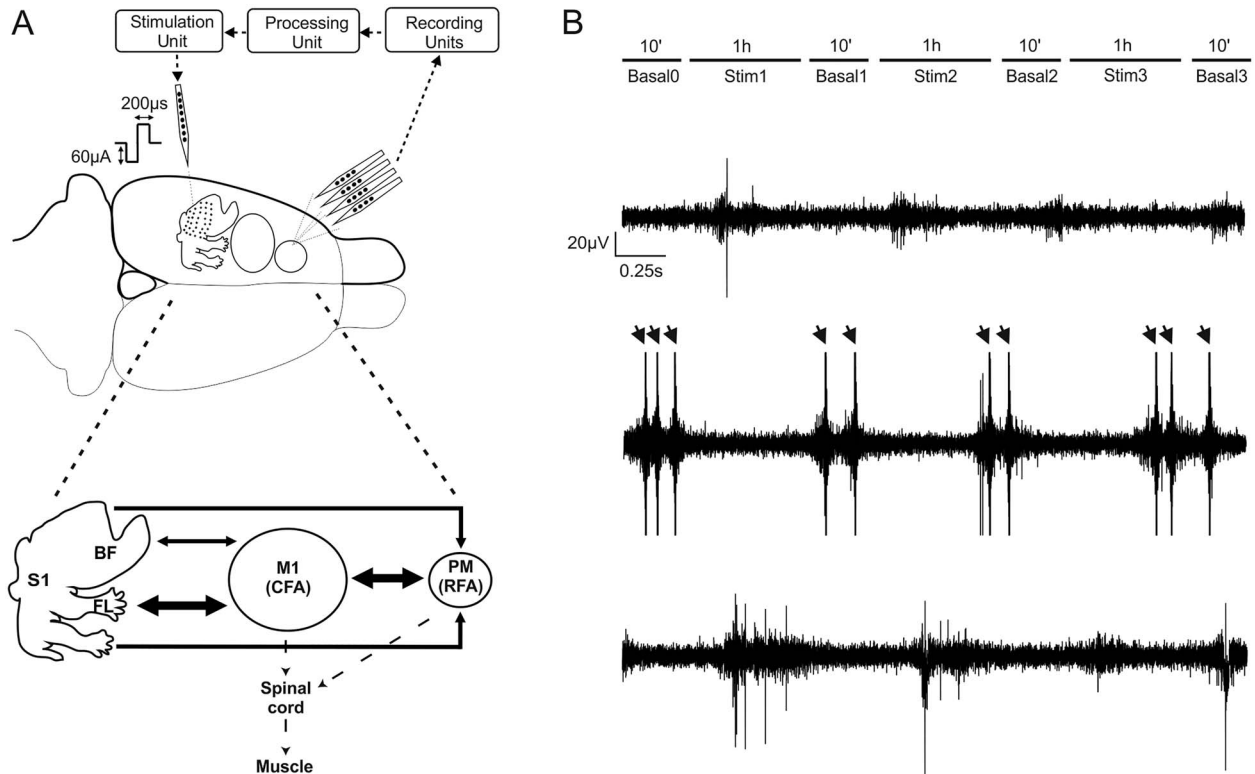 A
Stimulation
Unit
Processing
Unit
Recording
Units
200µs
60µA
BF
S1
FL
M1
(CFA)
PM
(RFA)
Spinal
cord
Muscle
B
10' 1h 10' 1h 10' 1h 10'
Basal0 Stim1 Basal1 Stim2 Basal2 Stim3 Basal3
20µV
0.25s